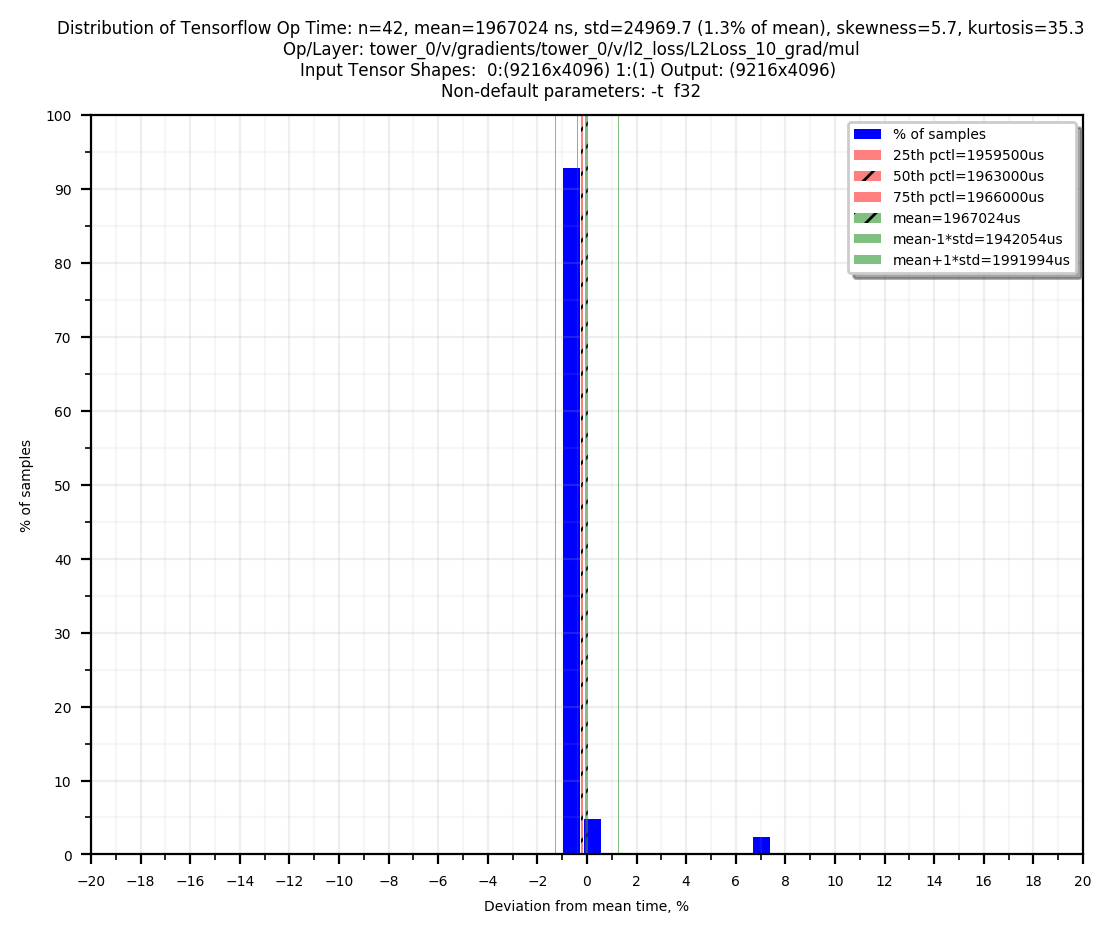 Distribution of Tensorflow Op Time: n=42, mean=1967024 ns, std=24969.7 (1.3% of mean), skewness=5.7, kurtosis=35.3
Op/Layer: tower_0/v/gradients/tower_0/v/l2_loss/L2Loss_10_grad/mul
Input Tensor Shapes:  0:(9216x4096) 1:(1) Output: (9216x4096)
Non-default parameters: -t  f32
% of samples
25th pctl=1959500us
50th pctl=1963000us
75th pctl=1966000us
mean=1967024us
mean-1*std=1942054us
mean+1*std=1991994us
100
90
80
70
60
50
40
30
20
10
0
% of samples
−20 −18 −16 −14 −12 −10 −8 −6 −4 −2 0 2 4 6 8 10 12 14 16 18 20
Deviation from mean time, %